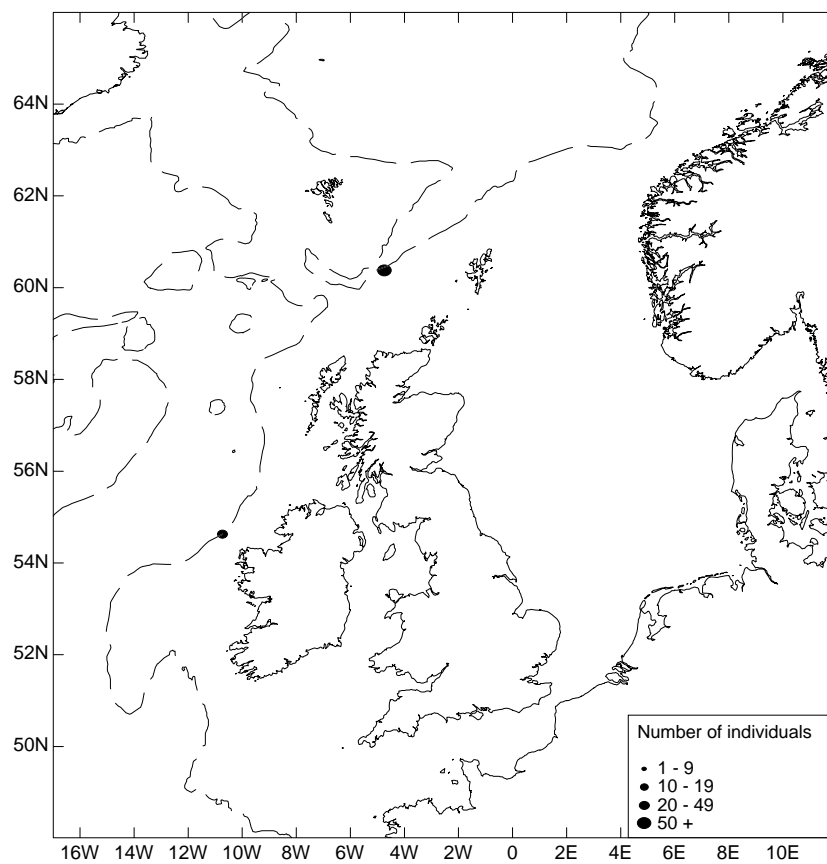 64N
62N
60N
58N
56N
54N
52N
50N
Number of individuals
1 - 9
10 - 19
20 - 49
50 +
16W 14W 12W 10W 8W 6W 4W 2W 0 2E 4E 6E 8E 10E